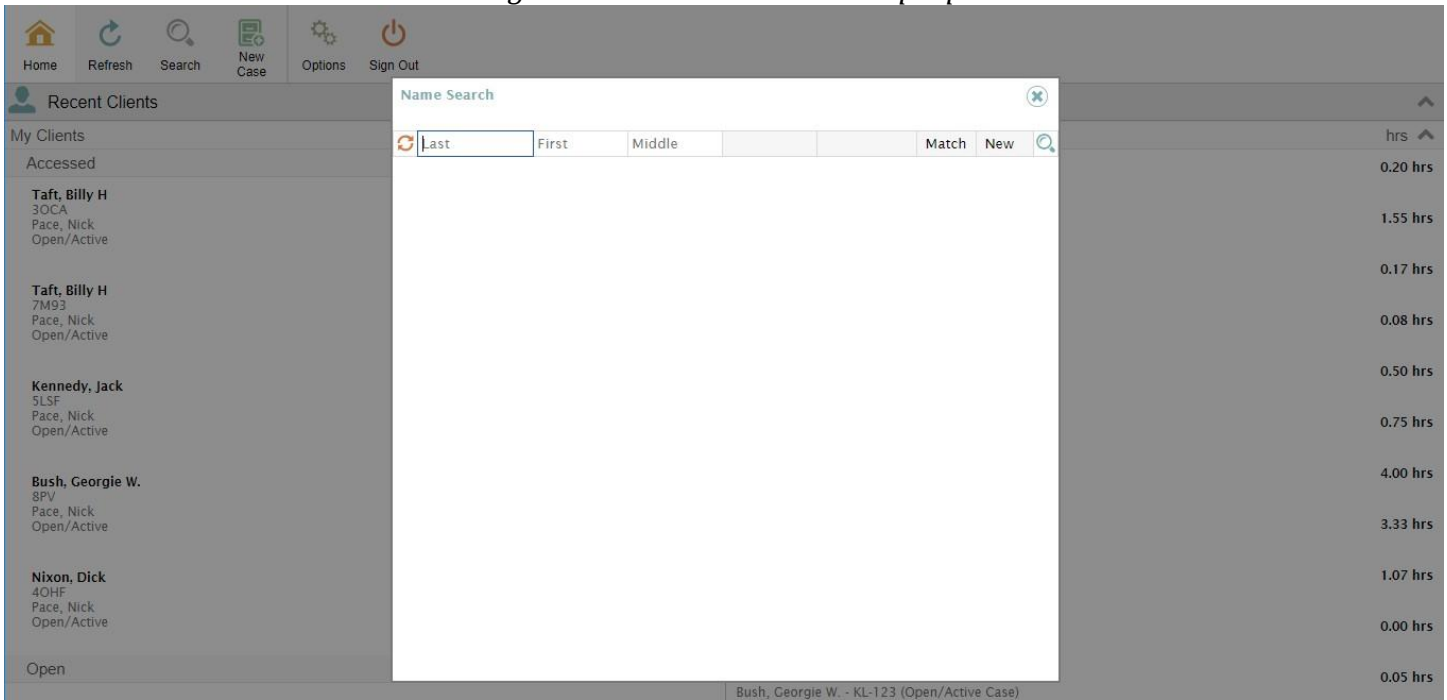 Home Refresh Search New Case Options Sign Out
Recent Clients
My Clients
hrs
Accessed
Taft, Billy H
3OCA
Pace, Nick
Open/Active
Taft, Billy H
7M93
Pace, Nick
Open/Active
Kennedy, Jack
5LSF
Pace, Nick
Open/Active
Bush, Georgie W.
8PV
Pace, Nick
Open/Active
Nixon, Dick
4OHF
Pace, Nick
Open/Active
Open
Name Search
Last First Middle Match New
0.20 hrs
1.55 hrs
0.17 hrs
0.08 hrs
0.50 hrs
0.75 hrs
4.00 hrs
3.33 hrs
1.07 hrs
0.00 hrs
0.05 hrs
Bush, Georgie W. - KL-123 (Open/Active Case)